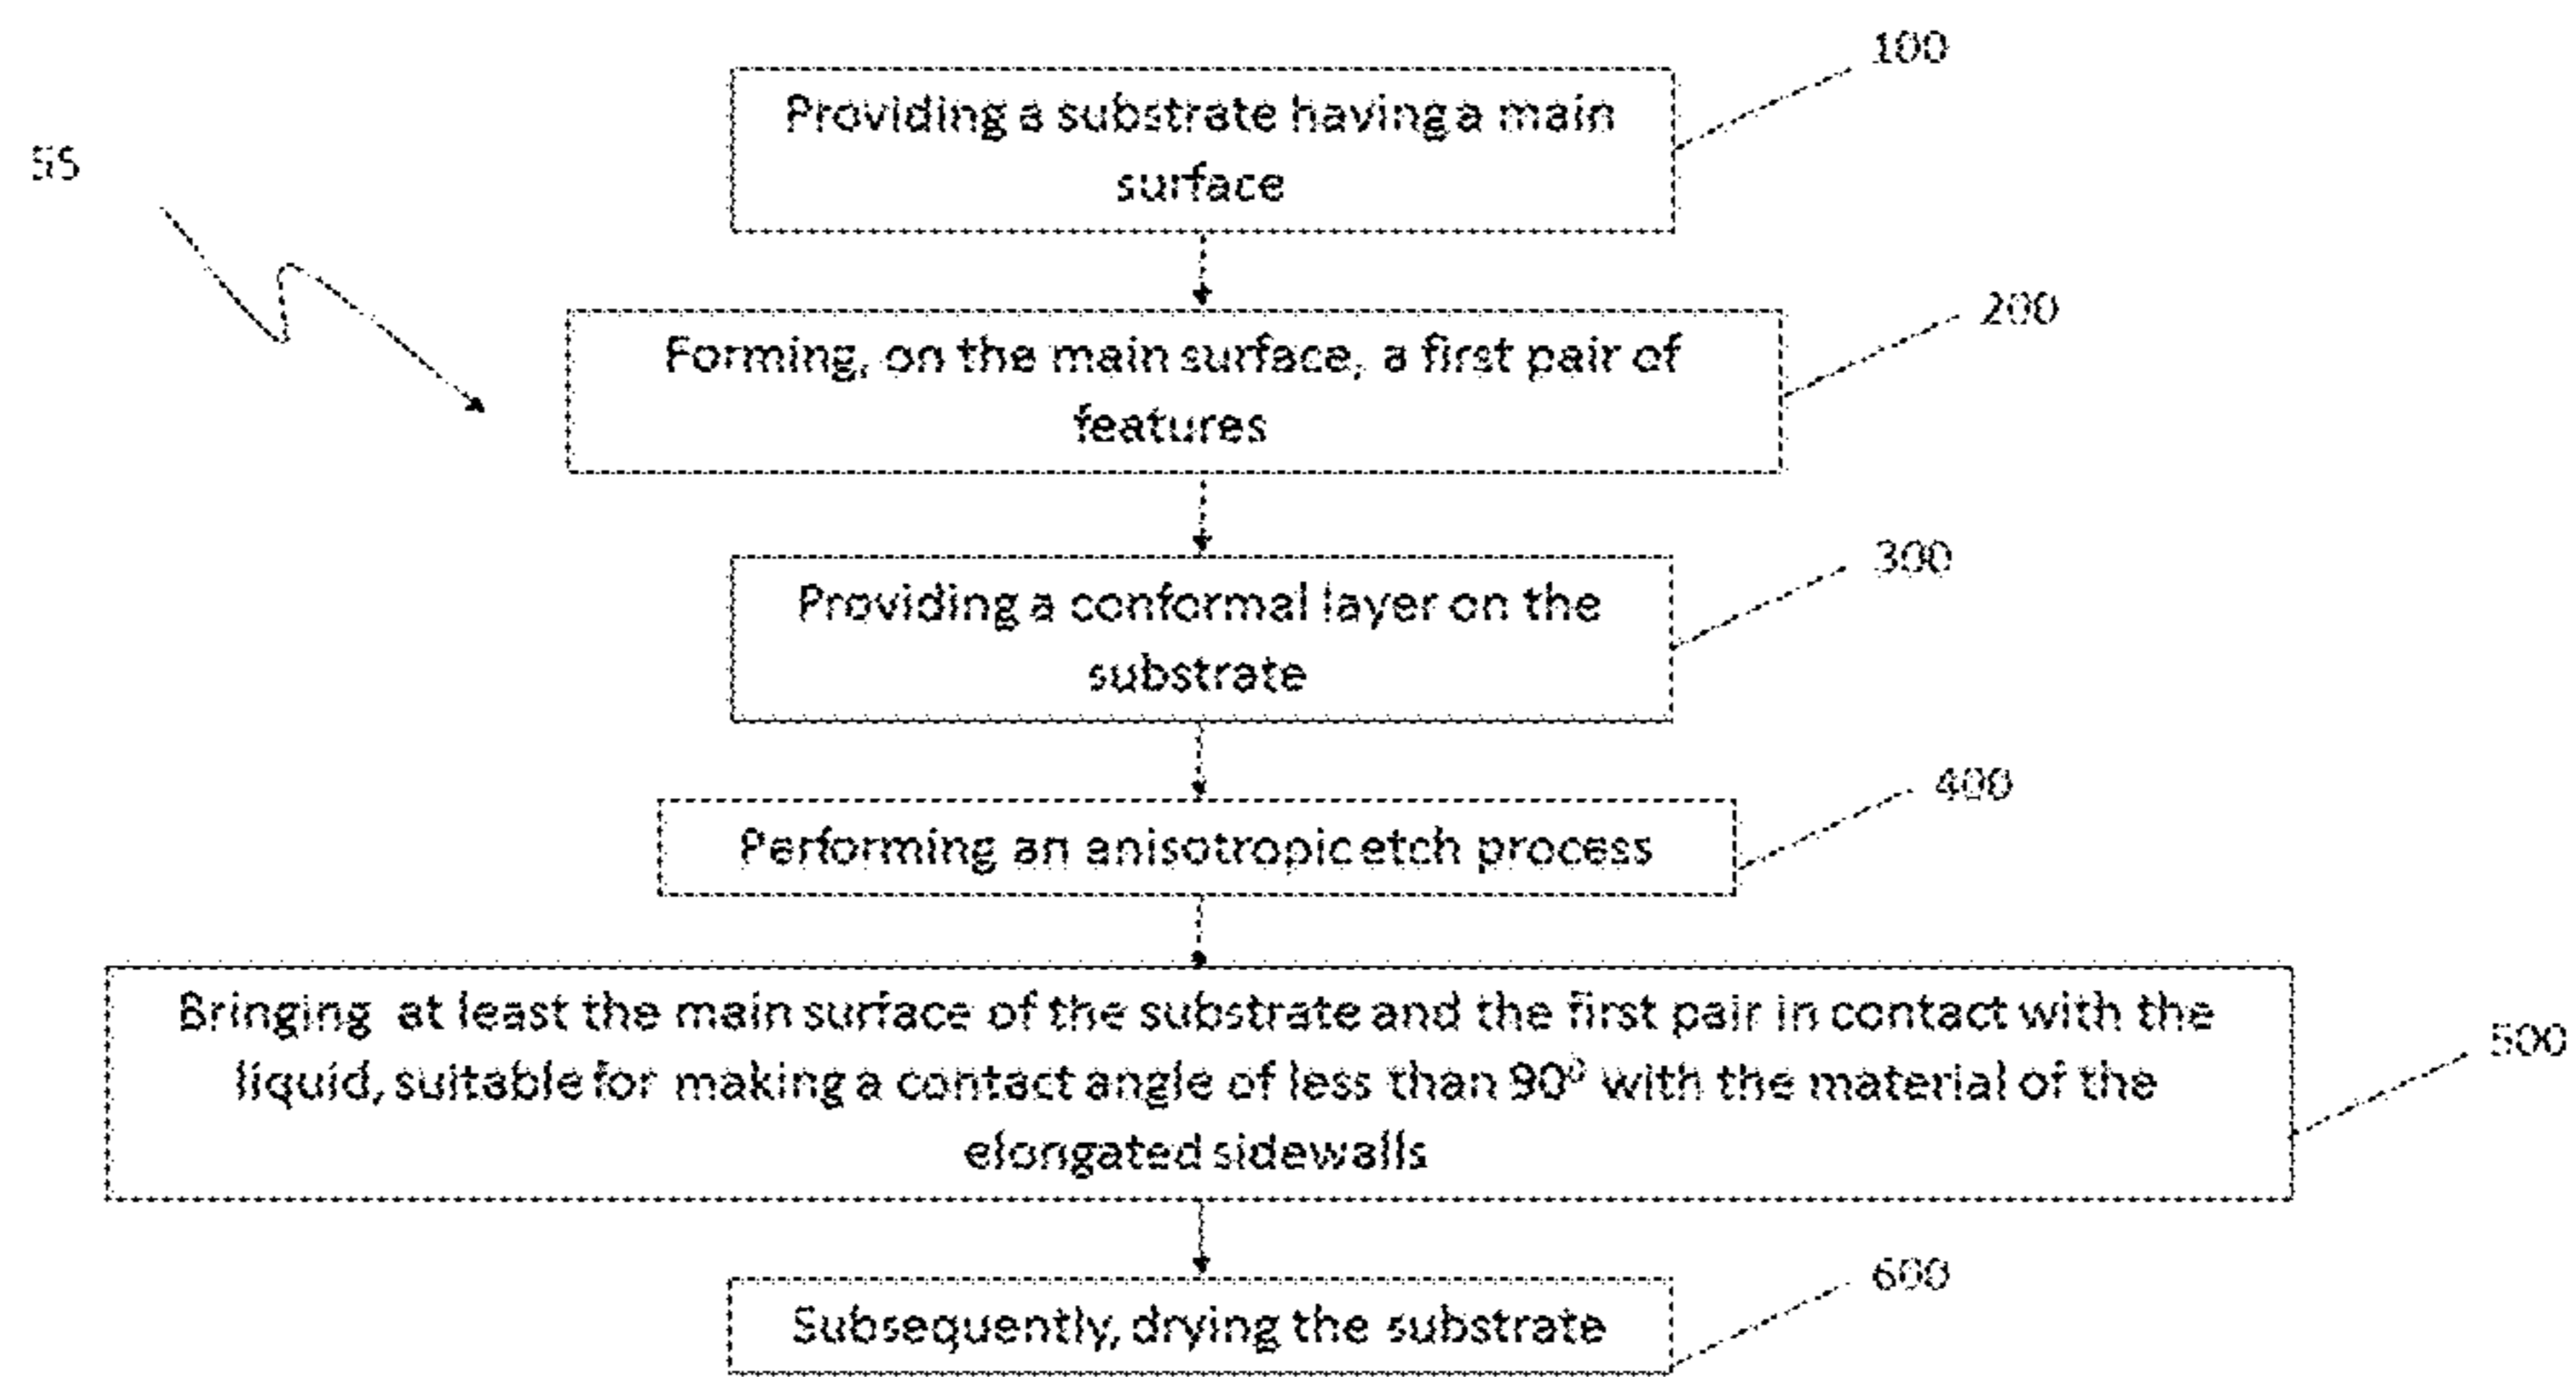 100
Providing a substrate having a main
surface
55
200
Forming, on the main surface, a first pair of
features
300
Providing a conformal layer on the
substrate
400
Performing an anisotropic etch process
Bringing at least the main surface of the substrate and the first pair in contact with the
liquid, suitable for making a contact angle of less than 90⁰ with the material of the
elongated sidewalls
500
600
Subsequently, drying the substrate